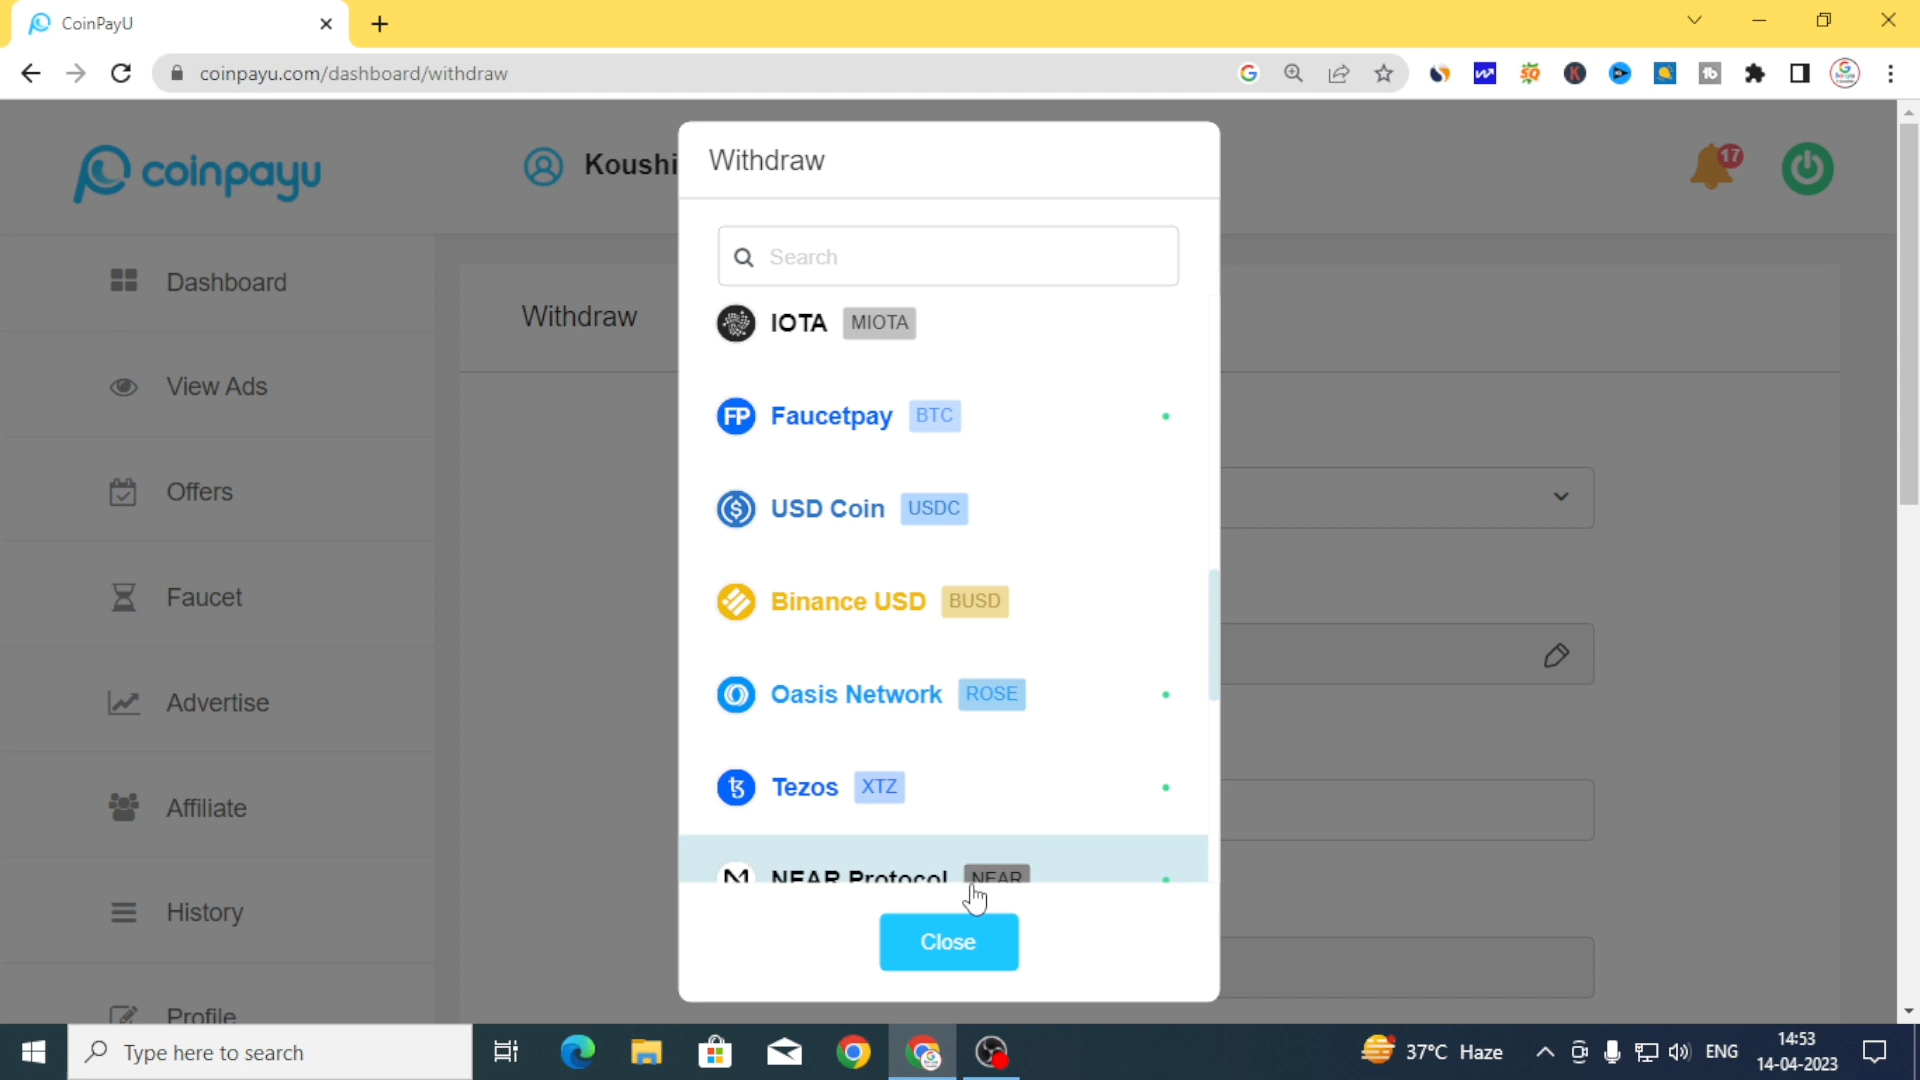 CoinPayU
coinpayu.com/dashboard/withdraw
coinpayu
Koushi
17
Withdraw
Search
Dashboard
View Ads
Offers
Faucet
Advertise
Affiliate
History
Profile
Withdraw
IOTA MIOTA
Faucetpay BTC
USD Coin USDC
Binance USD BUSD
Oasis Network ROSE
Tezos XTZ
NEAR Protocol NEAR
Close
Type here to search
37°C Haze
ENG
14:53
14-04-2023